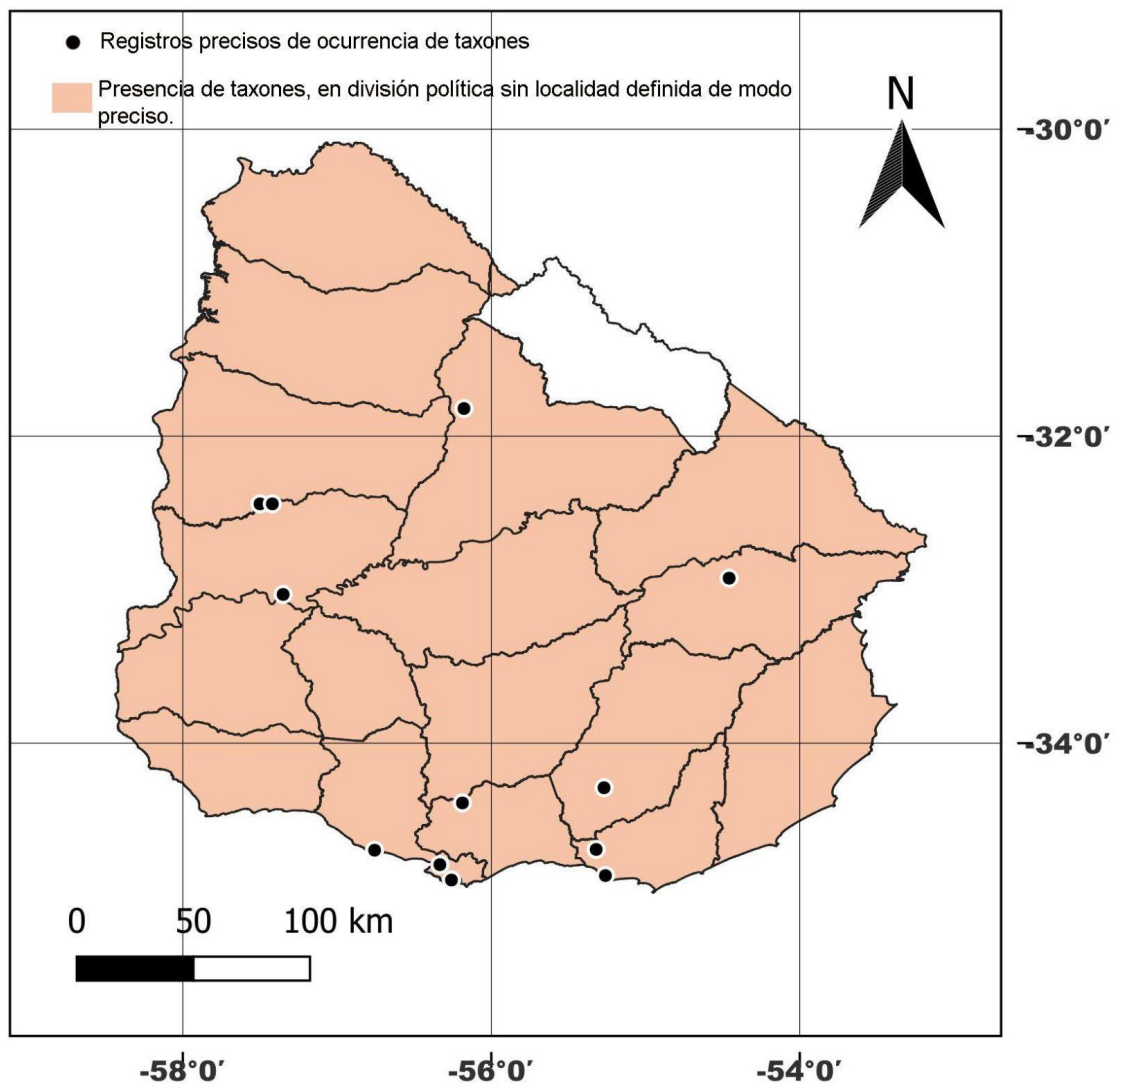 Registros precisos de ocurrencia de taxones
Presencia de taxones, en división política sin localidad definida de modo
preciso.
N
-30°0′
-32°0′
-34°0′
0 50 100 km
-58°0′ -56°0′ -54°0′